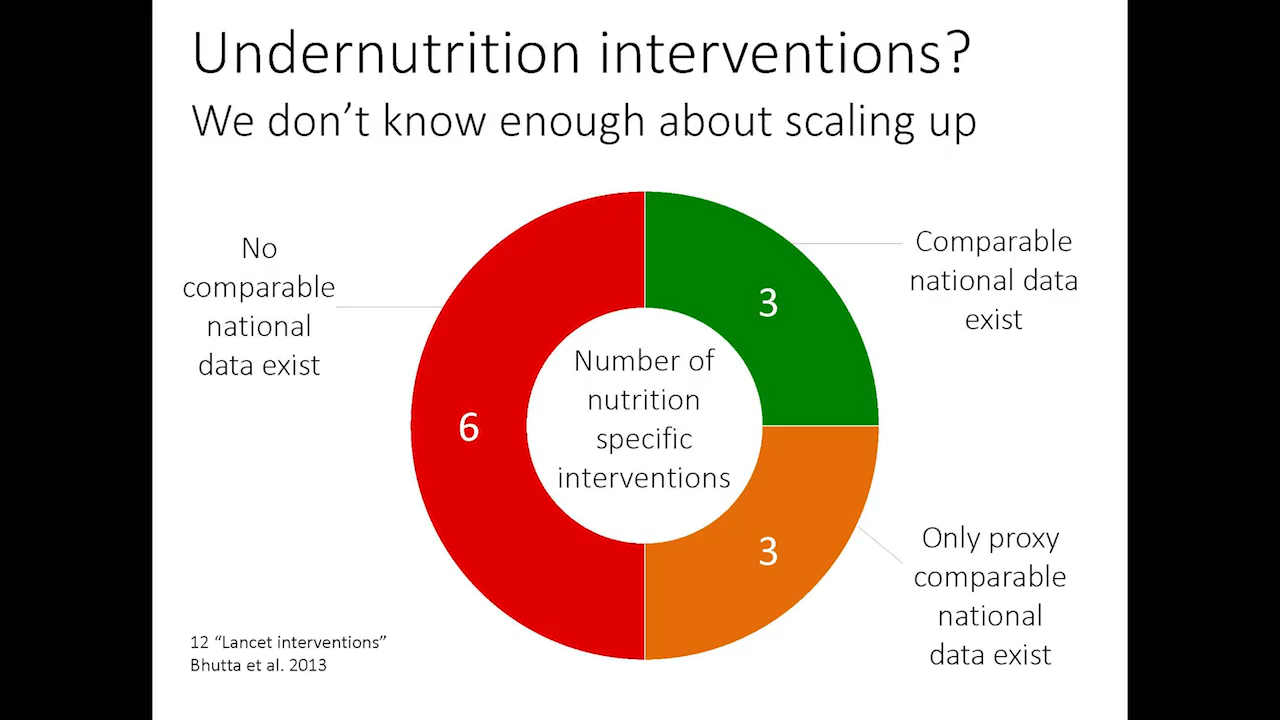 Undernutrition interventions?
We don't know enough about scaling up
No
comparable
national
data exist
6
Comparable
national data
exist
3
Number of
nutrition
specific
interventions
3
Only proxy
comparable
national
data exist
12 “Lancet interventions”
Bhutta et al. 2013